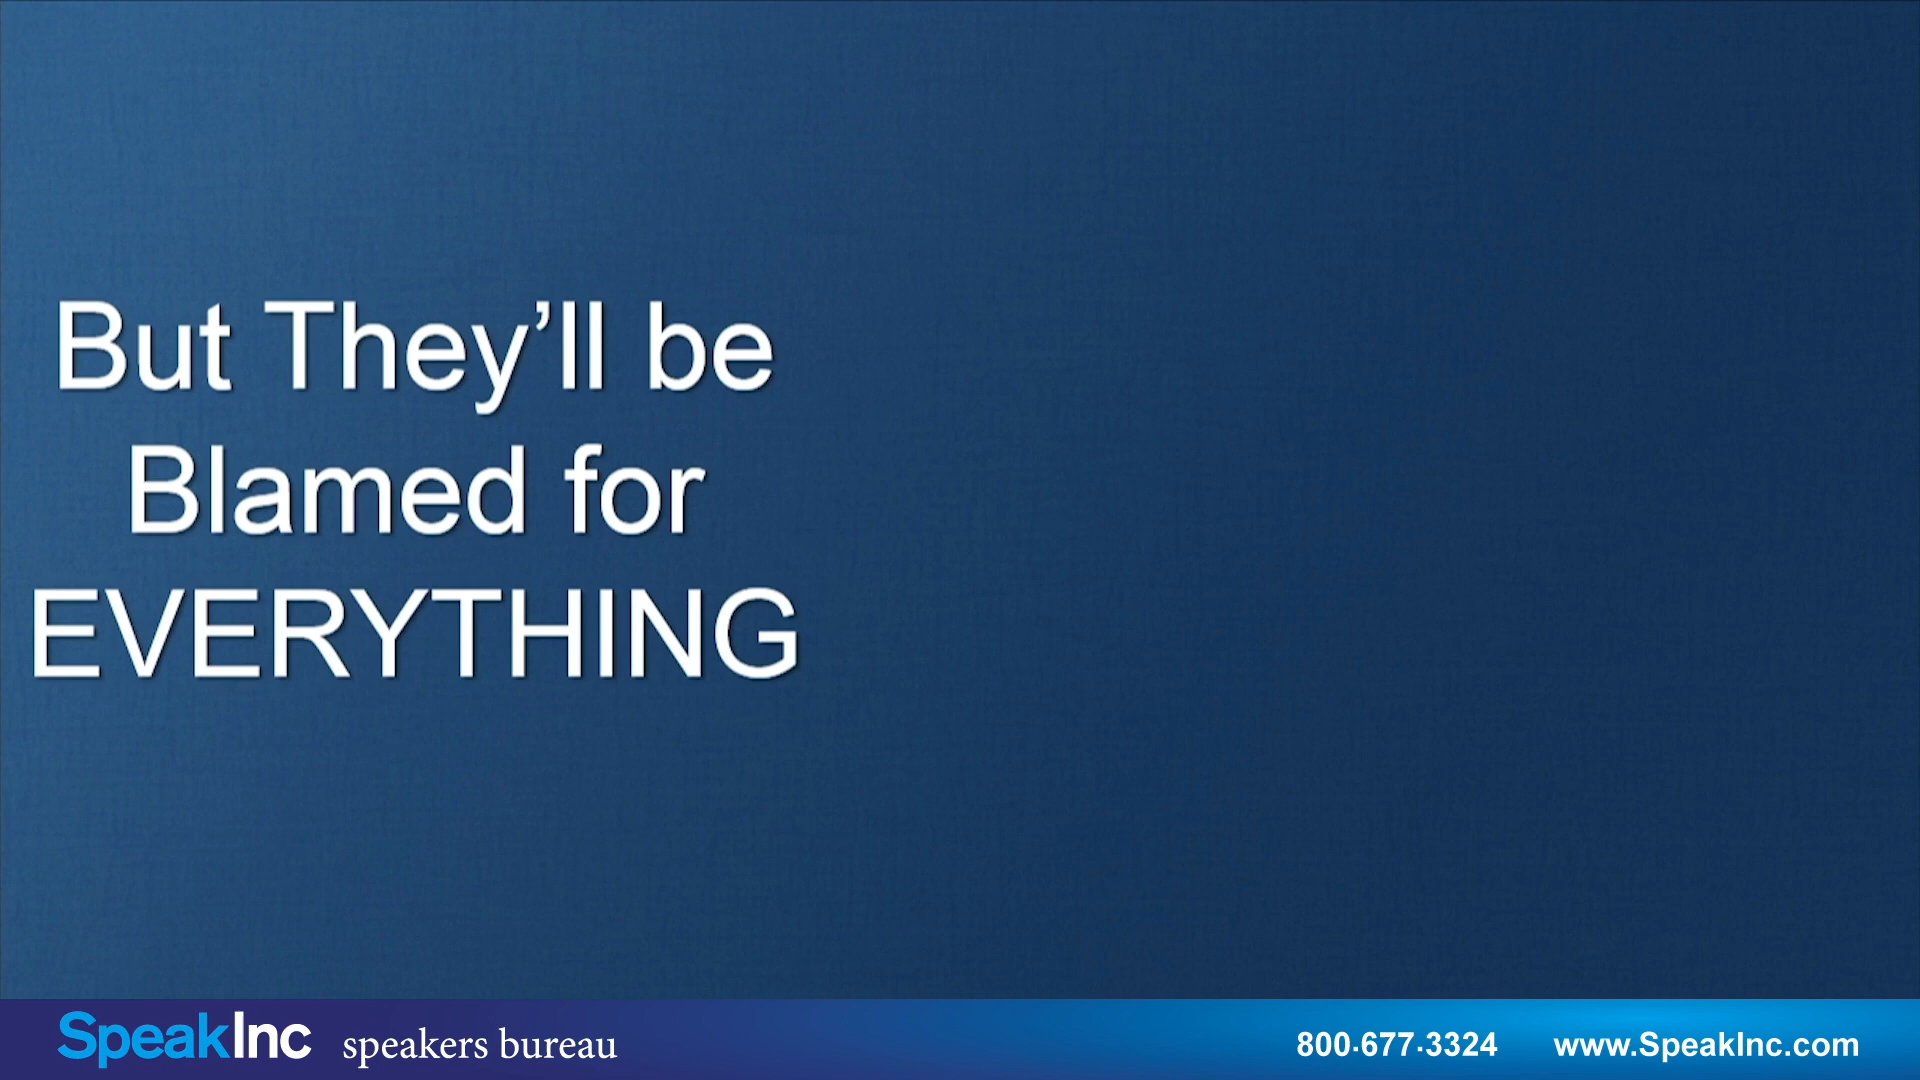 But They’ll be
Blamed for
EVERYTHING
SpeakInc speakers bureau 800·677·3324 www.SpeakInc.com